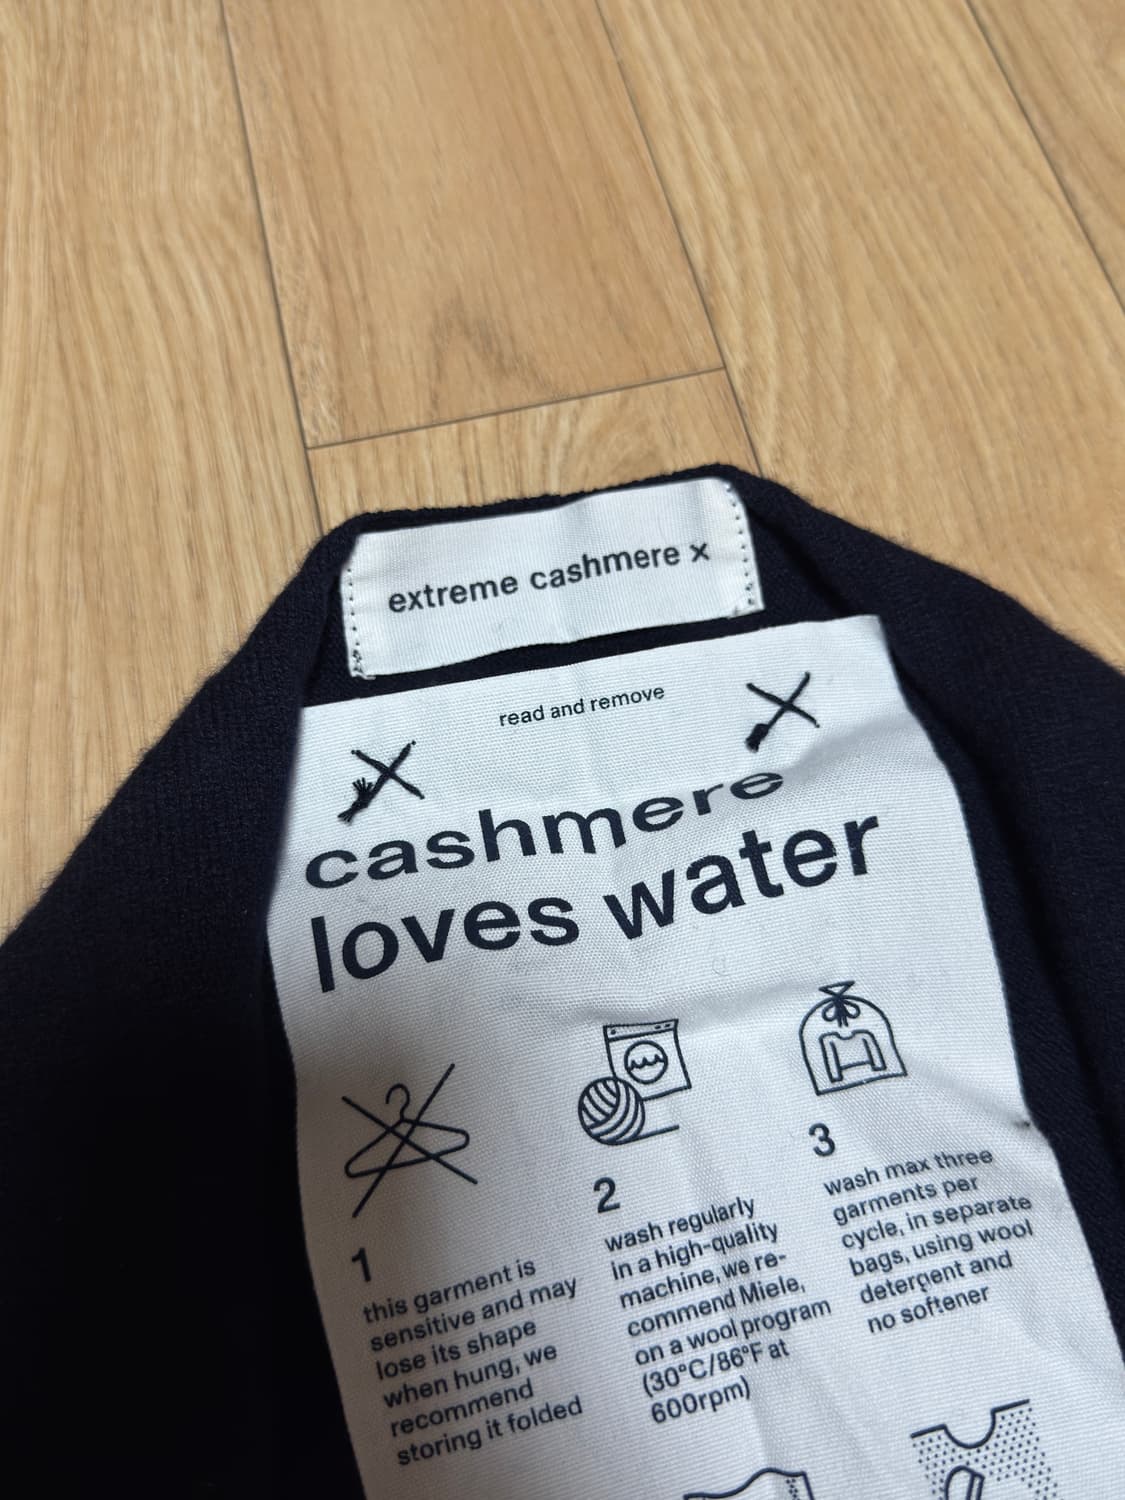 extreme cashmere x
read and remove
cashmere
loves water
1
this garment is
sensitive and may
lose its shape
when hung, we
recommend
storing it folded
2
wash regularly
in a high-quality
machine, we re-
commend Miele,
on a wool program
(30°C/86°F at
600rpm)
3
wash max three
garments per
cycle, in separate
bags, using wool
detergent and
no softener